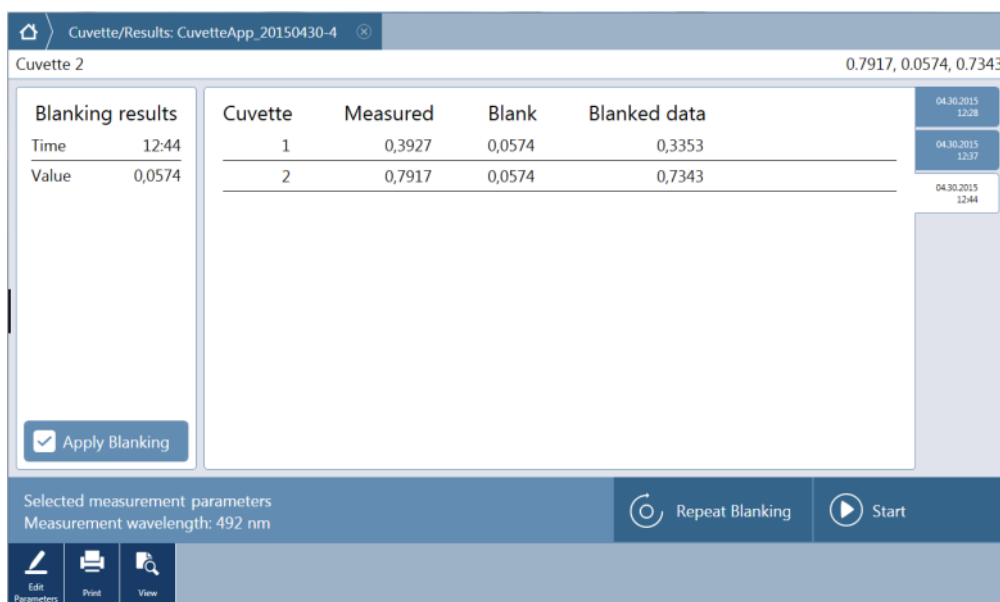 Cuvette/Results: CuvetteApp_20150430-4
Cuvette 2 0.7917, 0.0574, 0.7343
Blanking results
Time 12:44
Value 0,0574
Apply Blanking
Cuvette Measured Blank Blanked data
1 0,3927 0,0574 0,3353
2 0,7917 0,0574 0,7343
04.30.2015
12:28
04.30.2015
12:37
04.30.2015
12:44
Selected measurement parameters
Measurement wavelength: 492 nm
Repeat Blanking
Start
Edit
Parameters
Print
View